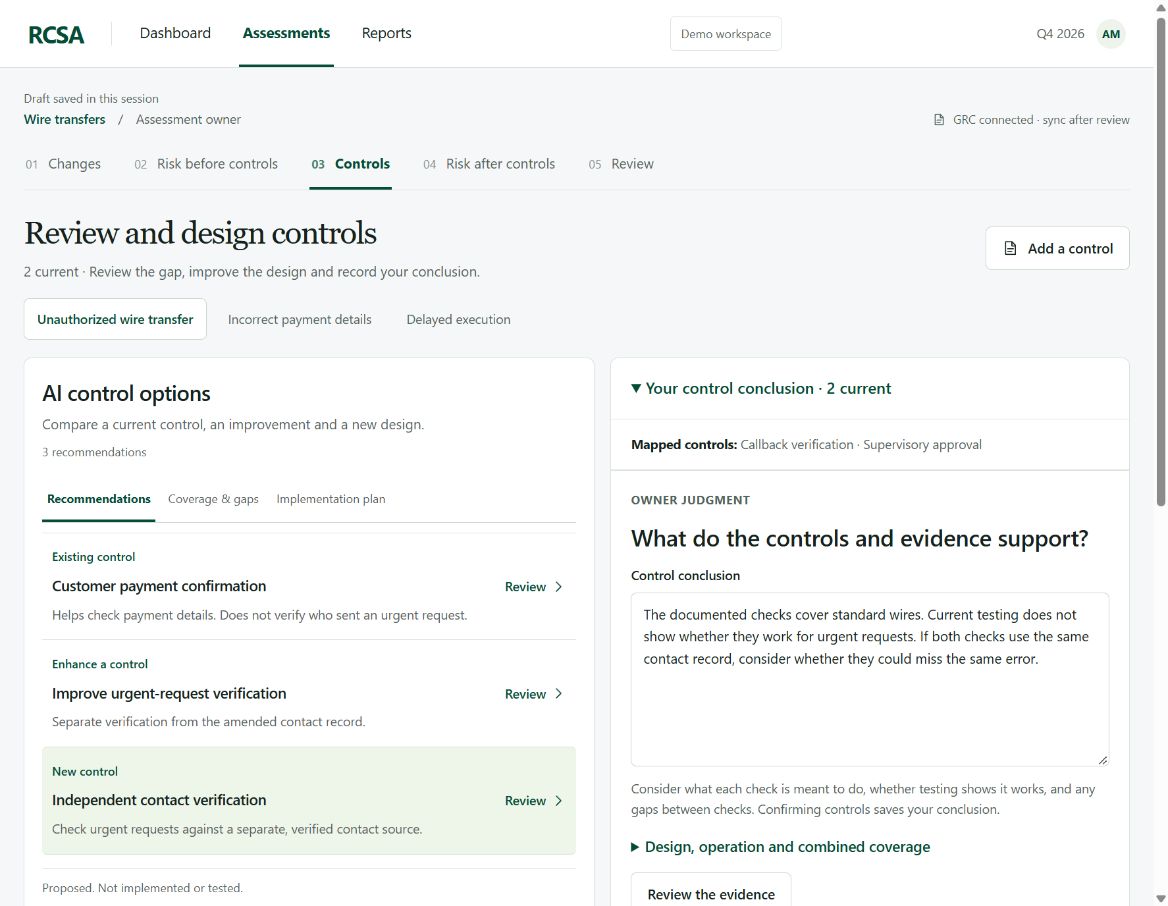 RCSA
Dashboard
Assessments
Reports
Demo workspace
Q4 2026
AM
Draft saved in this session
Wire transfers / Assessment owner
GRC connected · sync after review
01 Changes
02 Risk before controls
03 Controls
04 Risk after controls
05 Review
Review and design controls
2 current · Review the gap, improve the design and record your conclusion.
Add a control
Unauthorized wire transfer
Incorrect payment details
Delayed execution
AI control options
Compare a current control, an improvement and a new design.
3 recommendations
Recommendations
Coverage & gaps
Implementation plan
Existing control
Customer payment confirmation
Review
Helps check payment details. Does not verify who sent an urgent request.
Enhance a control
Improve urgent-request verification
Review
Separate verification from the amended contact record.
New control
Independent contact verification
Review
Check urgent requests against a separate, verified contact source.
Proposed. Not implemented or tested.
Your control conclusion · 2 current
Mapped controls: Callback verification · Supervisory approval
OWNER JUDGMENT
What do the controls and evidence support?
Control conclusion
The documented checks cover standard wires. Current testing does not
show whether they work for urgent requests. If both checks use the same
contact record, consider whether they could miss the same error.
Consider what each check is meant to do, whether testing shows it works, and any
gaps between checks. Confirming controls saves your conclusion.
Design, operation and combined coverage
Review the evidence